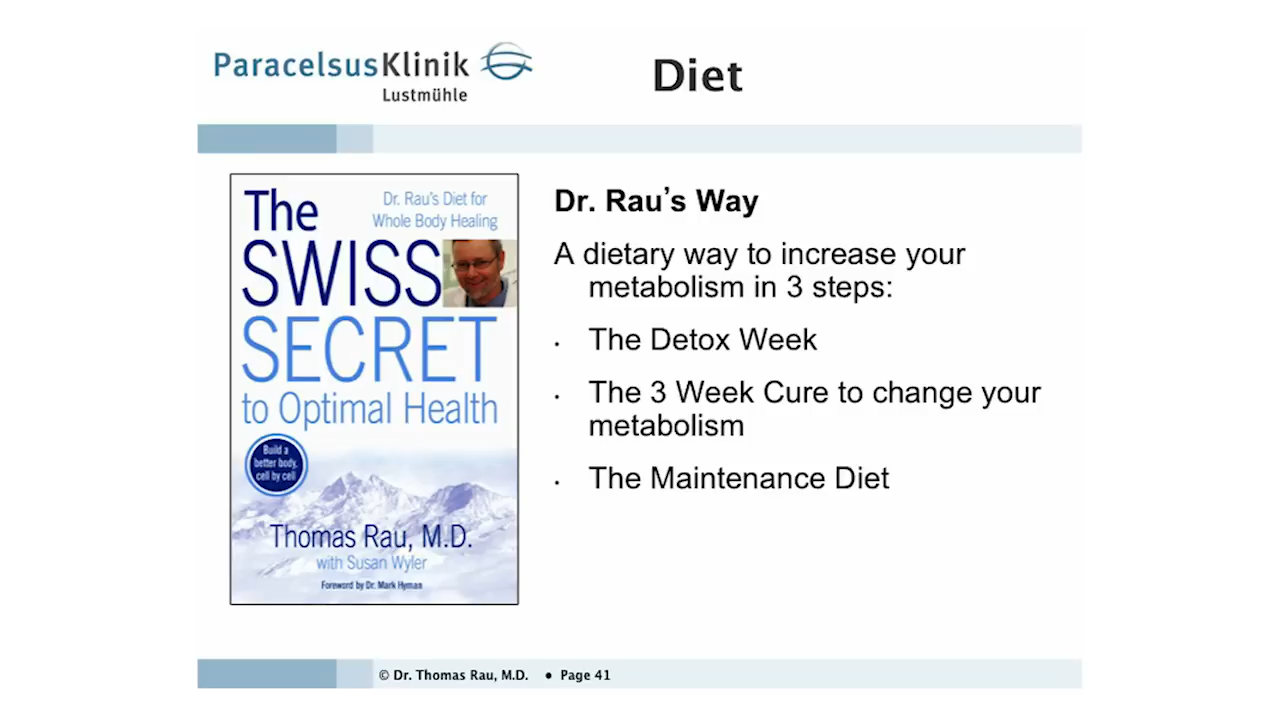 ParacelsusKlinik
Lustmühle
Diet
The
SWISS
SECRET
to Optimal Health
Dr. Rau's Diet for
Whole Body Healing
Build a
better body,
cell by cell
Thomas Rau, M.D.
with Susan Wyler
Foreword by Dr. Mark Hyman
Dr. Rau’s Way
A dietary way to increase your
metabolism in 3 steps:
• The Detox Week
• The 3 Week Cure to change your
metabolism
• The Maintenance Diet
© Dr. Thomas Rau, M.D. ● Page 41